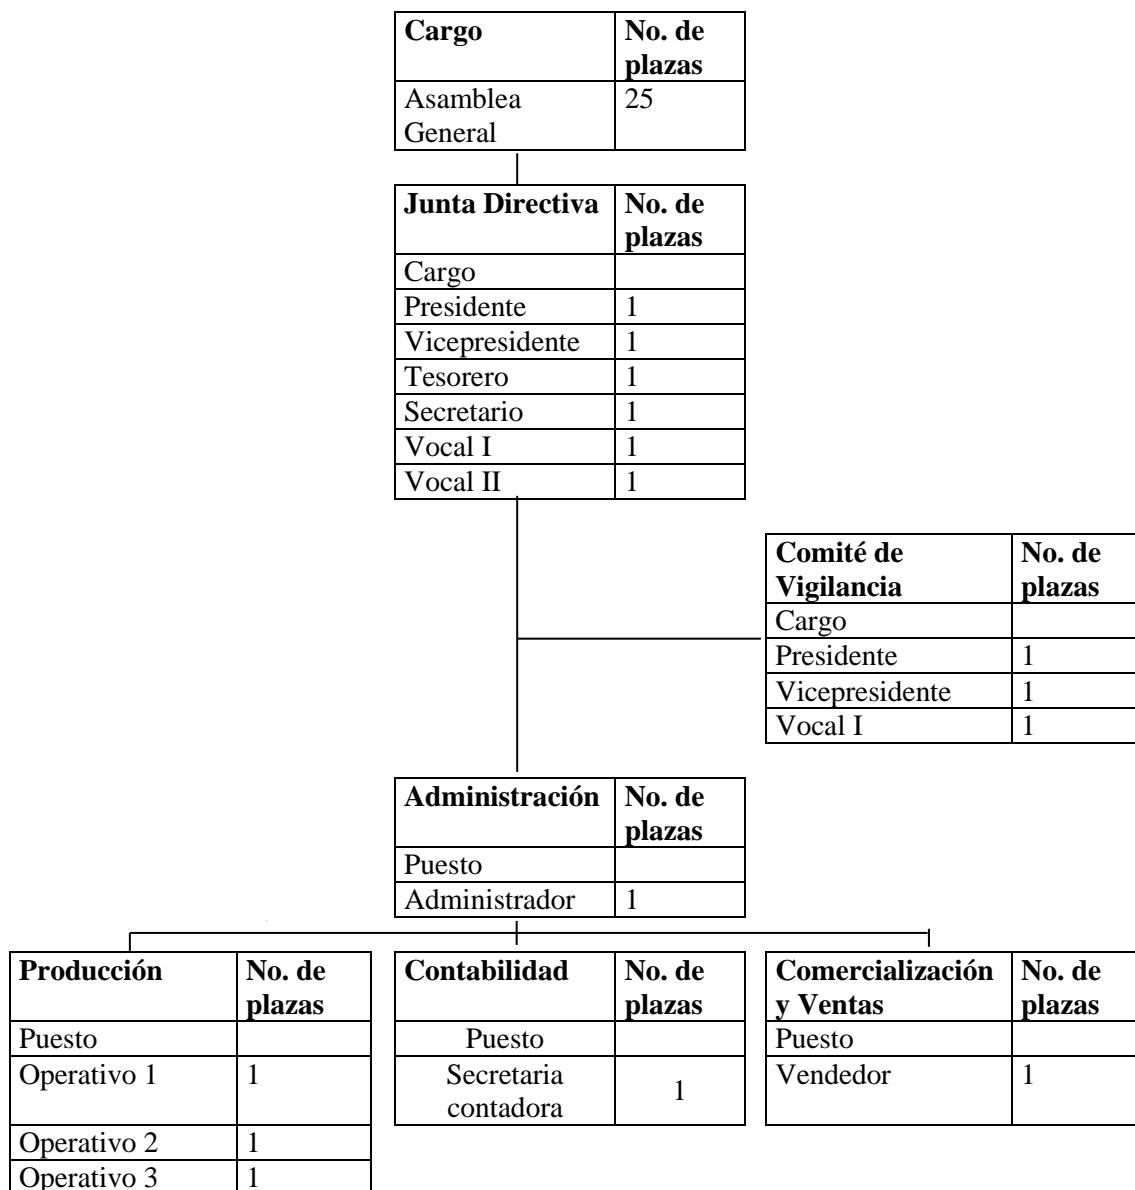 Cargo No. de
plazas
Asamblea 25
General
Junta Directiva No. de
plazas
Cargo
Presidente 1
Vicepresidente 1
Tesorero 1
Secretario 1
Vocal I 1
Vocal II 1
Comité de No. de
Vigilancia plazas
Cargo
Presidente 1
Vicepresidente 1
Vocal I 1
Administración No. de
plazas
Puesto
Administrador 1
Producción No. de
plazas
Puesto
Operativo 1 1
Operativo 2 1
Operativo 3 1
Contabilidad No. de
plazas
Puesto
Secretaria
contadora 1
Comercialización No. de
y Ventas plazas
Puesto
Vendedor 1